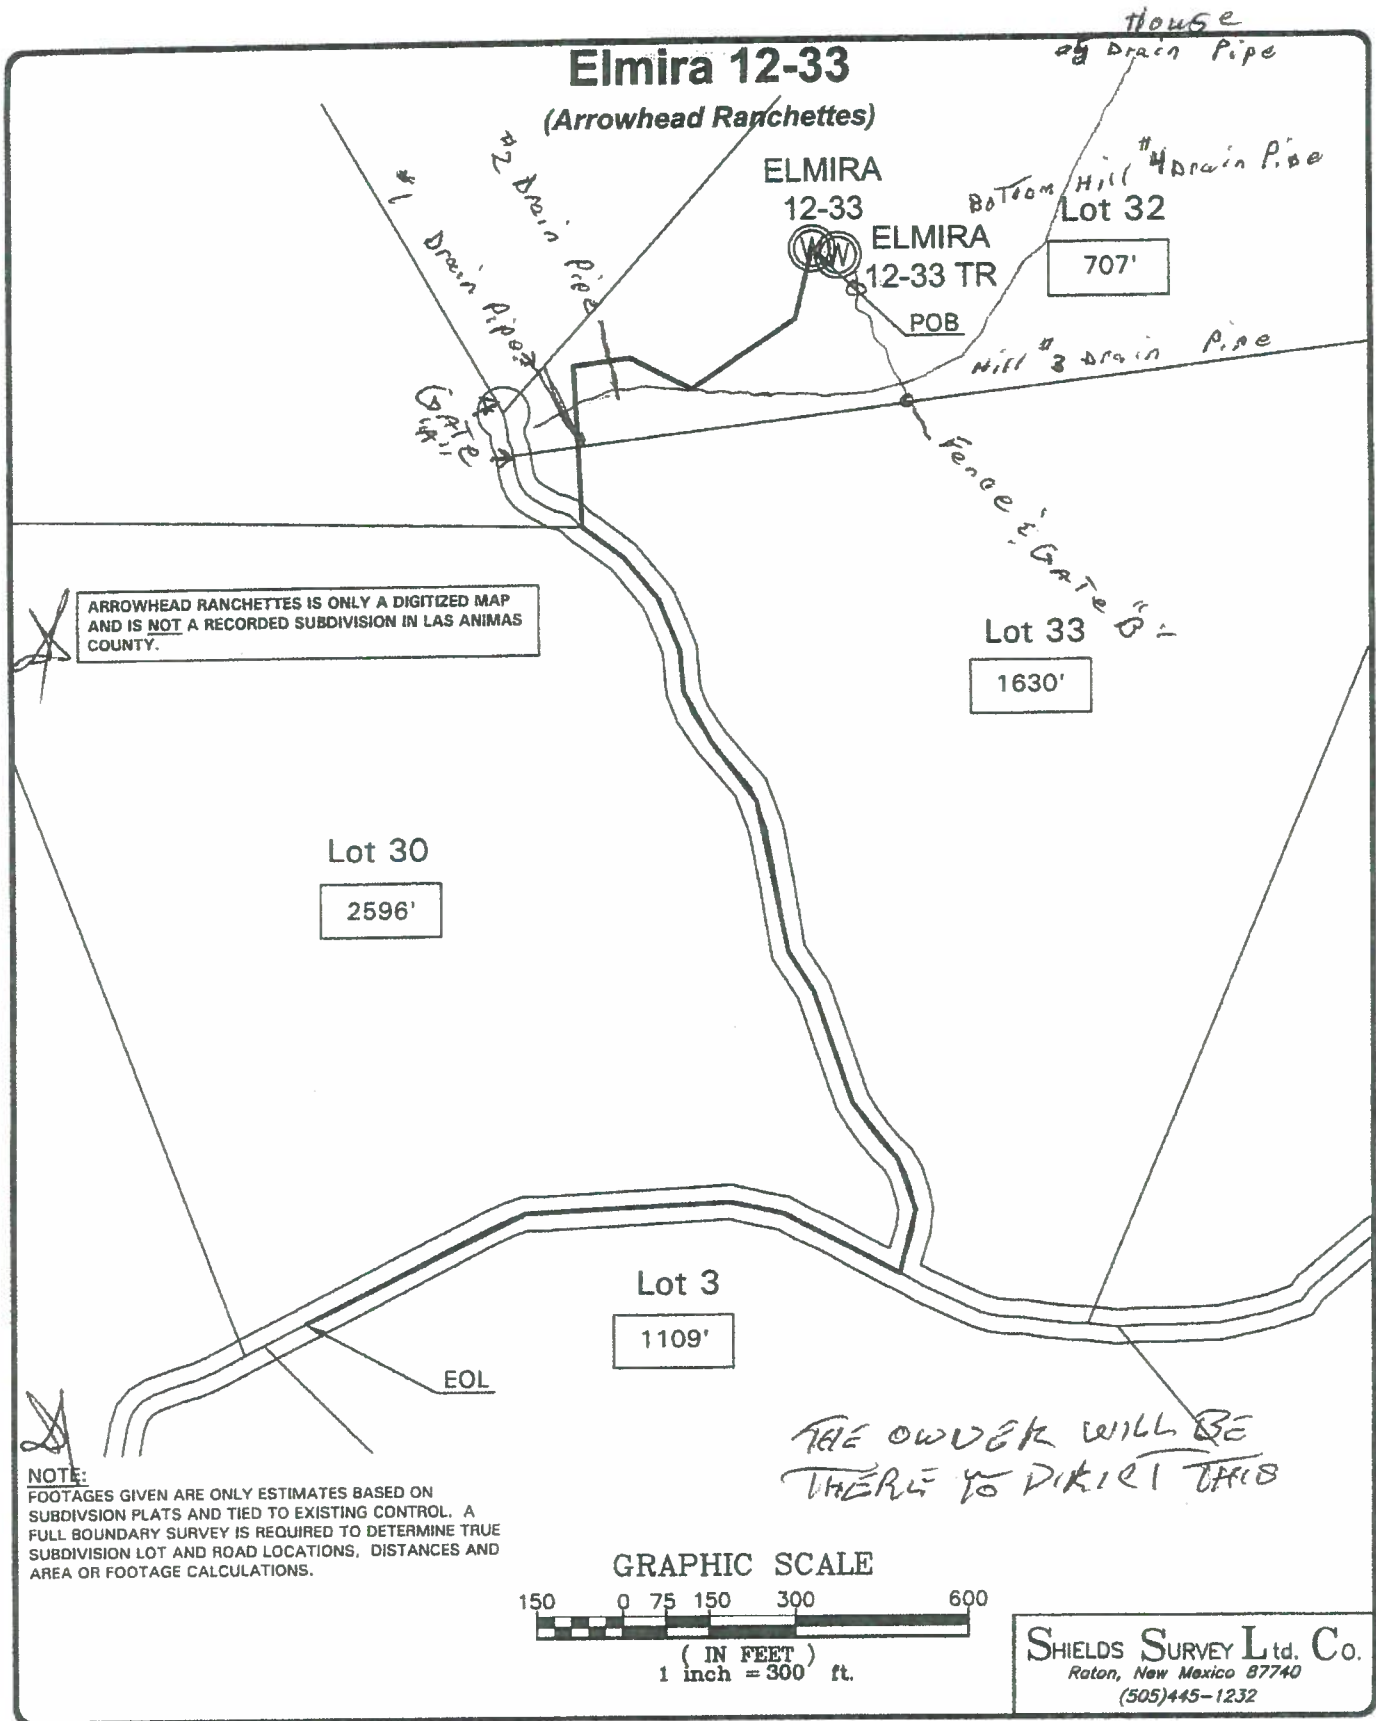 House
#5 Drain Pipe
Elmira 12-33
(Arrowhead Ranchettes)
#1 Drain Pipe
#2 Drain Pipe
ELMIRA
12-33
ELMIRA
12-33 TR
POB
Bottom Hill #4 Drain Pipe
Lot 32
707'
Hill #3 Drain Pipe
GATE
"A"
Fence & GATE "B"
ARROWHEAD RANCHETTES IS ONLY A DIGITIZED MAP
AND IS NOT A RECORDED SUBDIVISION IN LAS ANIMAS
COUNTY.
Lot 33
1630'
Lot 30
2596'
Lot 3
1109'
EOL
THE OWNER WILL BE
THERE TO DIRICT THIS
NOTE:
FOOTAGES GIVEN ARE ONLY ESTIMATES BASED ON
SUBDIVSION PLATS AND TIED TO EXISTING CONTROL. A
FULL BOUNDARY SURVEY IS REQUIRED TO DETERMINE TRUE
SUBDIVISION LOT AND ROAD LOCATIONS, DISTANCES AND
AREA OR FOOTAGE CALCULATIONS.
GRAPHIC SCALE
150 0 75 150 300 600
( IN FEET )
1 inch = 300 ft.
SHIELDS SURVEY Ltd. Co.
Raton, New Mexico 87740
(505)445-1232